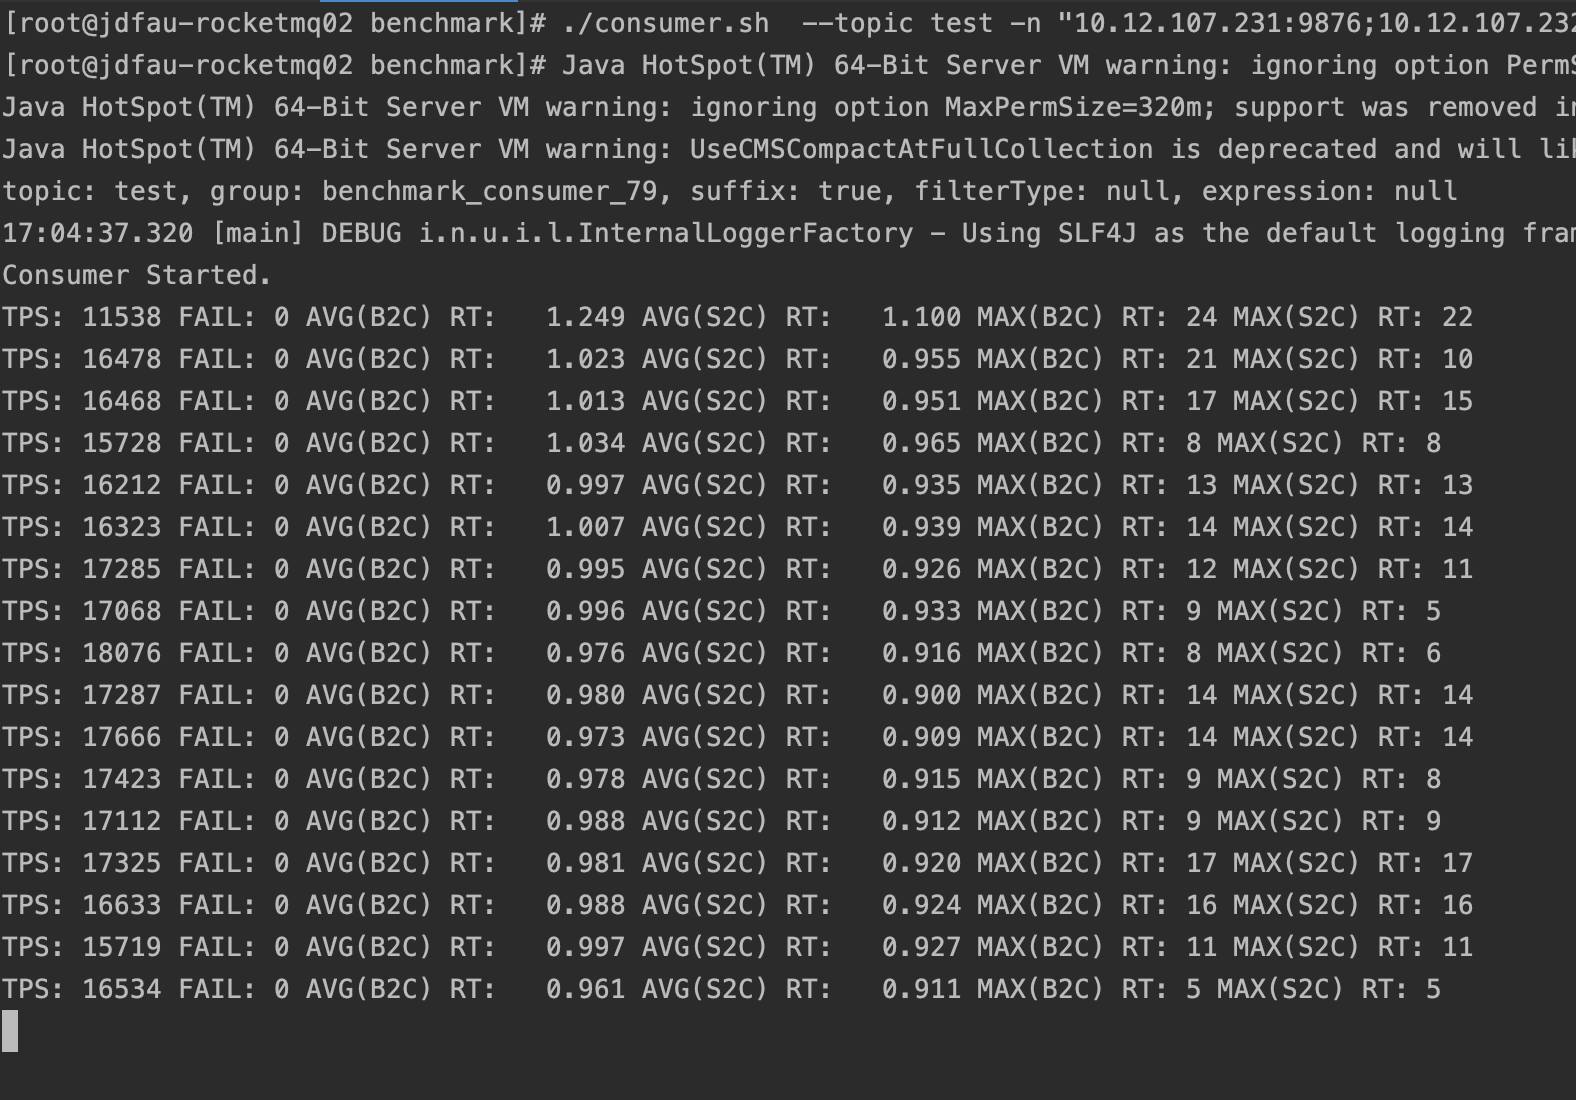 [root@jdfau-rocketmq02 benchmark]# ./consumer.sh  --topic test -n "10.12.107.231:9876;10.12.107.232
[root@jdfau-rocketmq02 benchmark]# Java HotSpot(TM) 64-Bit Server VM warning: ignoring option PermS
Java HotSpot(TM) 64-Bit Server VM warning: ignoring option MaxPermSize=320m; support was removed in
Java HotSpot(TM) 64-Bit Server VM warning: UseCMSCompactAtFullCollection is deprecated and will lik
topic: test, group: benchmark_consumer_79, suffix: true, filterType: null, expression: null
17:04:37.320 [main] DEBUG i.n.u.i.l.InternalLoggerFactory - Using SLF4J as the default logging fram
Consumer Started.
TPS: 11538 FAIL: 0 AVG(B2C) RT:   1.249 AVG(S2C) RT:   1.100 MAX(B2C) RT: 24 MAX(S2C) RT: 22
TPS: 16478 FAIL: 0 AVG(B2C) RT:   1.023 AVG(S2C) RT:   0.955 MAX(B2C) RT: 21 MAX(S2C) RT: 10
TPS: 16468 FAIL: 0 AVG(B2C) RT:   1.013 AVG(S2C) RT:   0.951 MAX(B2C) RT: 17 MAX(S2C) RT: 15
TPS: 15728 FAIL: 0 AVG(B2C) RT:   1.034 AVG(S2C) RT:   0.965 MAX(B2C) RT: 8 MAX(S2C) RT: 8
TPS: 16212 FAIL: 0 AVG(B2C) RT:   0.997 AVG(S2C) RT:   0.935 MAX(B2C) RT: 13 MAX(S2C) RT: 13
TPS: 16323 FAIL: 0 AVG(B2C) RT:   1.007 AVG(S2C) RT:   0.939 MAX(B2C) RT: 14 MAX(S2C) RT: 14
TPS: 17285 FAIL: 0 AVG(B2C) RT:   0.995 AVG(S2C) RT:   0.926 MAX(B2C) RT: 12 MAX(S2C) RT: 11
TPS: 17068 FAIL: 0 AVG(B2C) RT:   0.996 AVG(S2C) RT:   0.933 MAX(B2C) RT: 9 MAX(S2C) RT: 5
TPS: 18076 FAIL: 0 AVG(B2C) RT:   0.976 AVG(S2C) RT:   0.916 MAX(B2C) RT: 8 MAX(S2C) RT: 6
TPS: 17287 FAIL: 0 AVG(B2C) RT:   0.980 AVG(S2C) RT:   0.900 MAX(B2C) RT: 14 MAX(S2C) RT: 14
TPS: 17666 FAIL: 0 AVG(B2C) RT:   0.973 AVG(S2C) RT:   0.909 MAX(B2C) RT: 14 MAX(S2C) RT: 14
TPS: 17423 FAIL: 0 AVG(B2C) RT:   0.978 AVG(S2C) RT:   0.915 MAX(B2C) RT: 9 MAX(S2C) RT: 8
TPS: 17112 FAIL: 0 AVG(B2C) RT:   0.988 AVG(S2C) RT:   0.912 MAX(B2C) RT: 9 MAX(S2C) RT: 9
TPS: 17325 FAIL: 0 AVG(B2C) RT:   0.981 AVG(S2C) RT:   0.920 MAX(B2C) RT: 17 MAX(S2C) RT: 17
TPS: 16633 FAIL: 0 AVG(B2C) RT:   0.988 AVG(S2C) RT:   0.924 MAX(B2C) RT: 16 MAX(S2C) RT: 16
TPS: 15719 FAIL: 0 AVG(B2C) RT:   0.997 AVG(S2C) RT:   0.927 MAX(B2C) RT: 11 MAX(S2C) RT: 11
TPS: 16534 FAIL: 0 AVG(B2C) RT:   0.961 AVG(S2C) RT:   0.911 MAX(B2C) RT: 5 MAX(S2C) RT: 5